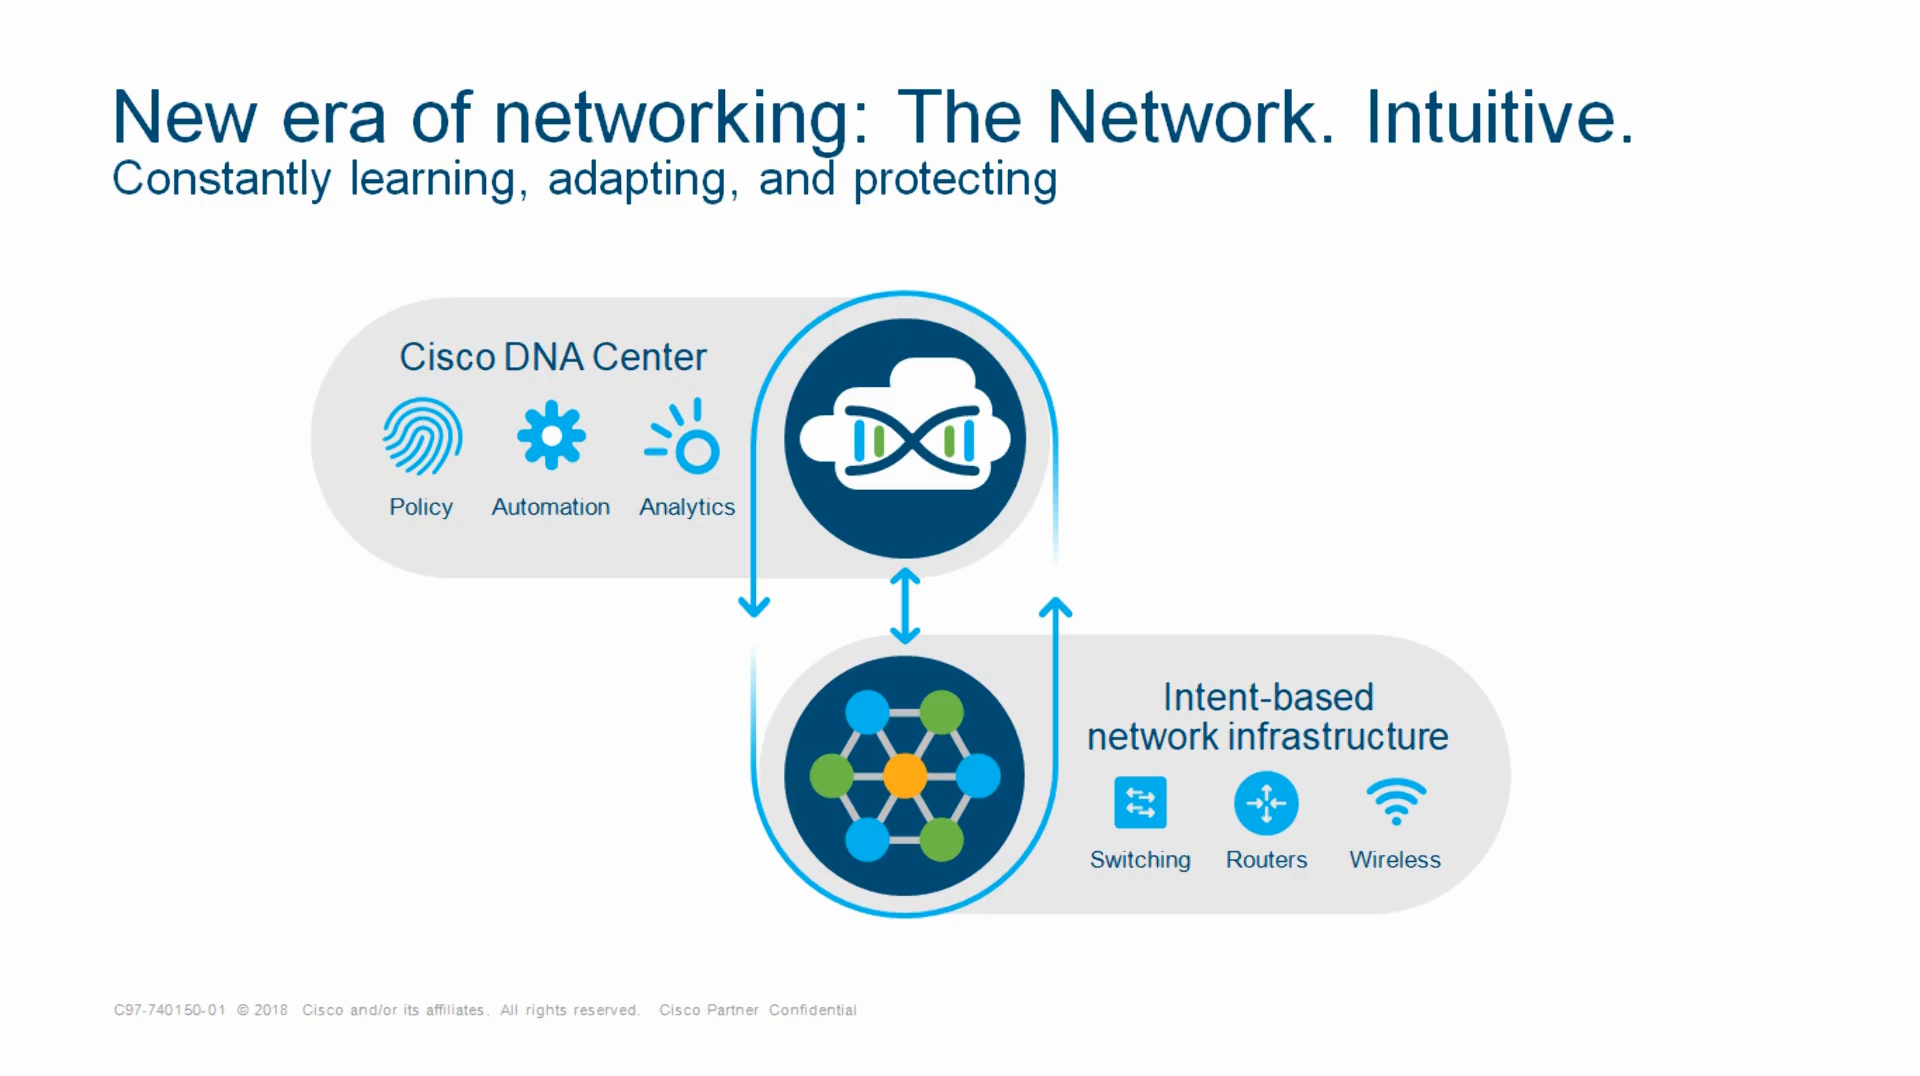 New era of networking: The Network. Intuitive.
Constantly learning, adapting, and protecting
Cisco DNA Center
Policy
Automation
Analytics
Intent-based
network infrastructure
Switching
Routers
Wireless
C97-740150-01 © 2018 Cisco and/or its affiliates. All rights reserved. Cisco Partner Confidential